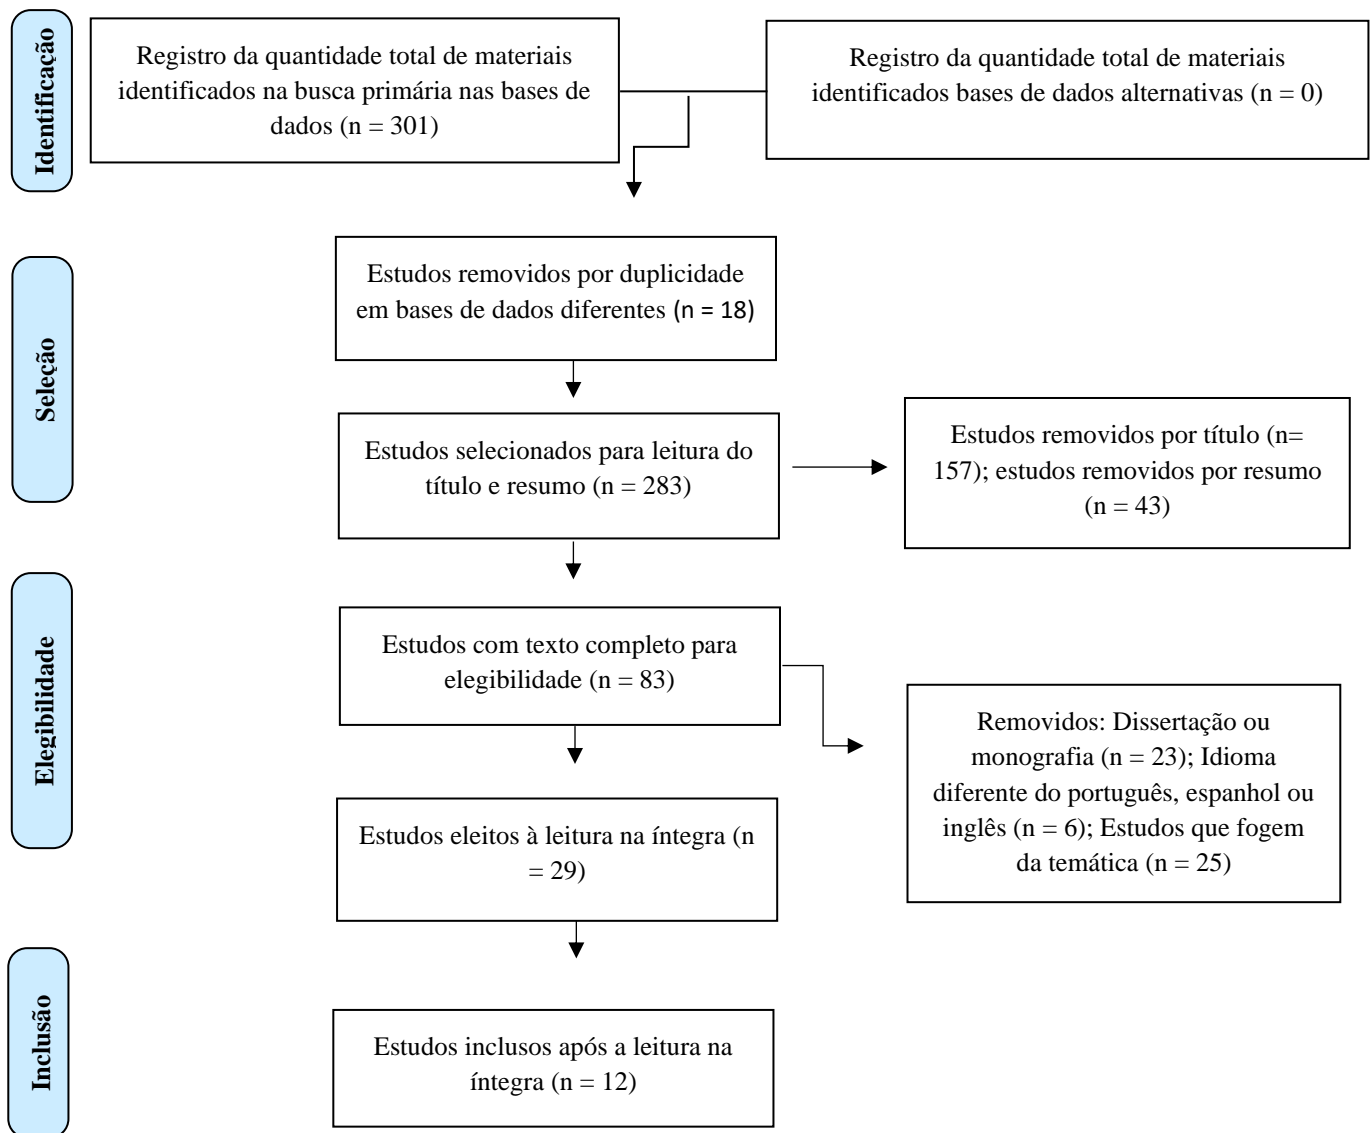 Identificação
Registro da quantidade total de materiais
identificados na busca primária nas bases de
dados (n = 301)
Registro da quantidade total de materiais
identificados bases de dados alternativas (n = 0)
Seleção
Estudos removidos por duplicidade
em bases de dados diferentes (n = 18)
Estudos selecionados para leitura do
título e resumo (n = 283)
Estudos removidos por título (n=
157); estudos removidos por resumo
(n = 43)
Elegibilidade
Estudos com texto completo para
elegibilidade (n = 83)
Removidos: Dissertação ou
monografia (n = 23); Idioma
diferente do português, espanhol ou
inglês (n = 6); Estudos que fogem
da temática (n = 25)
Estudos eleitos à leitura na íntegra (n
= 29)
Inclusão
Estudos inclusos após a leitura na
íntegra (n = 12)